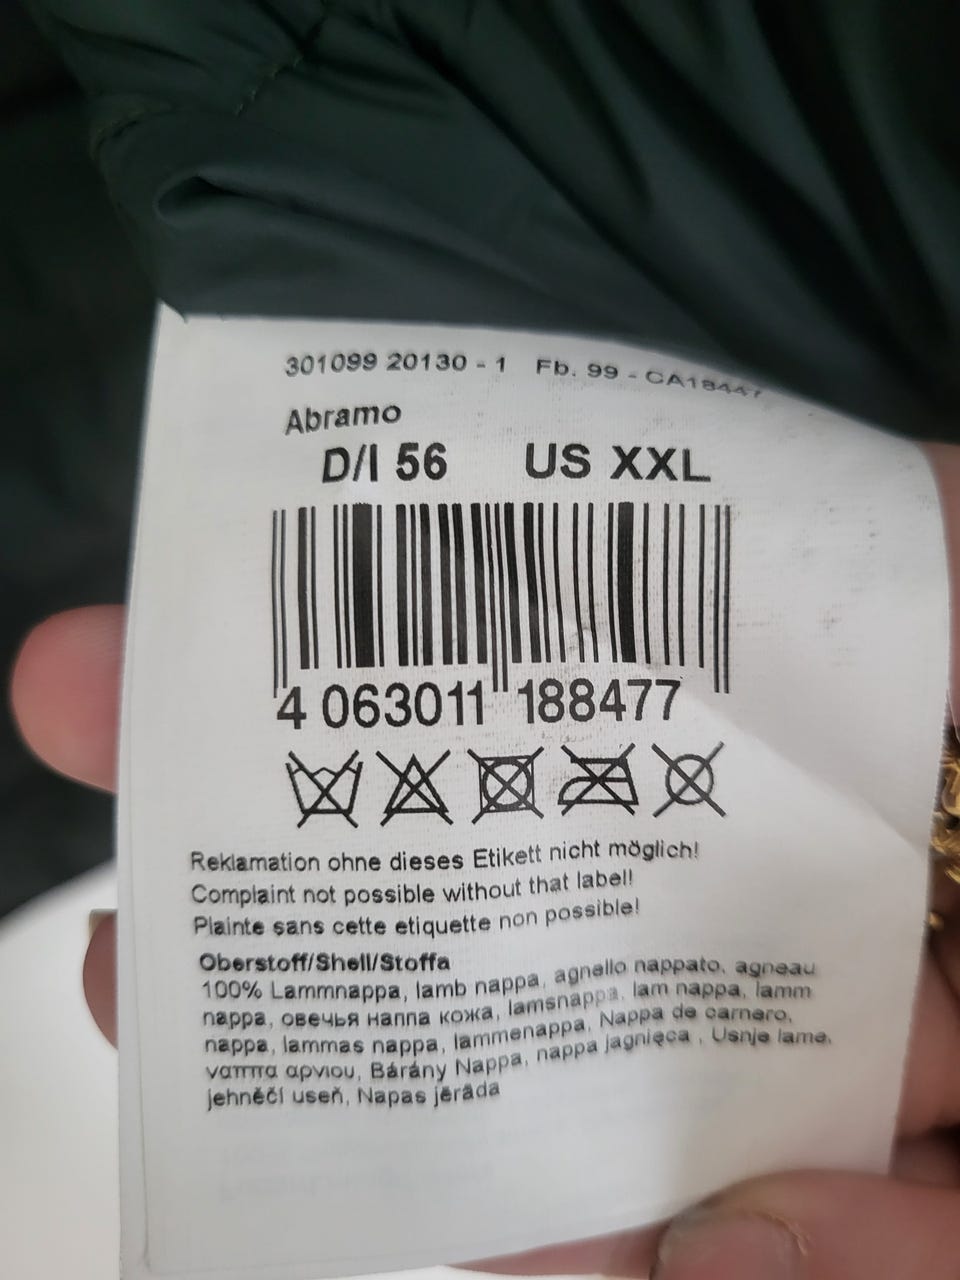 301099 20130 - 1 Fb. 99 - CA18447
Abramo
D/I 56 US XXL
4 063011 188477
Reklamation ohne dieses Etikett nicht möglich!
Complaint not possible without that label!
Plainte sans cette etiquette non possible!
Oberstoff/Shell/Stoffa
100% Lammnappa, lamb nappa, agnello nappato, agneau
nappa, овечья наппа кожа, lamsnappa, lam nappa, lamm
nappa, lammas nappa, lammenappa, Nappa de carnero,
ναππα αρνιου, Bárány Nappa, nappa jagnięca , Usnje lame,
jehněčí useň, Napas jērāda